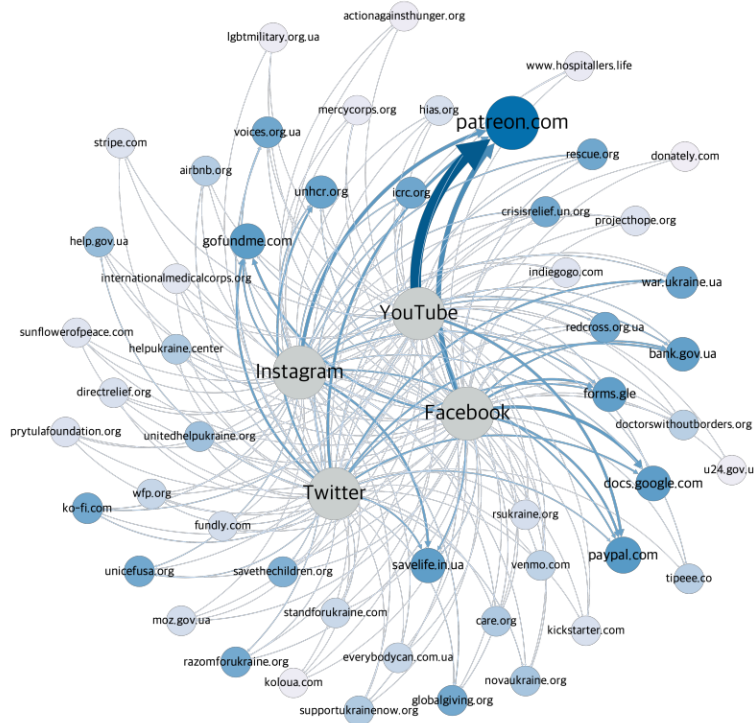 actionagainsthunger.org
lgbtmilitary.org.ua
www.hospitallers.life
mercycorps.org
hias.org
patreon.com
voices.org.ua
stripe.com
rescue.org
donately.com
airbnb.org
unhcr.org
icrc.org
crisisrelief.un.org
projecthope.org
help.gov.ua
gofundme.com
internationalmedicalcorps.org
indiegogo.com
war.ukraine.ua
YouTube
sunflowerofpeace.com
helpukraine.center
redcross.org.ua
bank.gov.ua
Instagram
directrelief.org
forms.gle
Facebook
doctorswithoutborders.org
prytulafoundation.org
unitedhelpukraine.org
u24.gov.u
docs.google.com
wfp.org
Twitter
ko-fi.com
fundly.com
rsukraine.org
paypal.com
unicefusa.org
savethechildren.org
savelife.in.ua
venmo.com
tipeee.co
moz.gov.ua
standforukraine.com
care.org
kickstarter.com
razomforukraine.org
everybodycan.com.ua
koloua.com
novaukraine.org
supportukrainenow.org
globalgiving.org